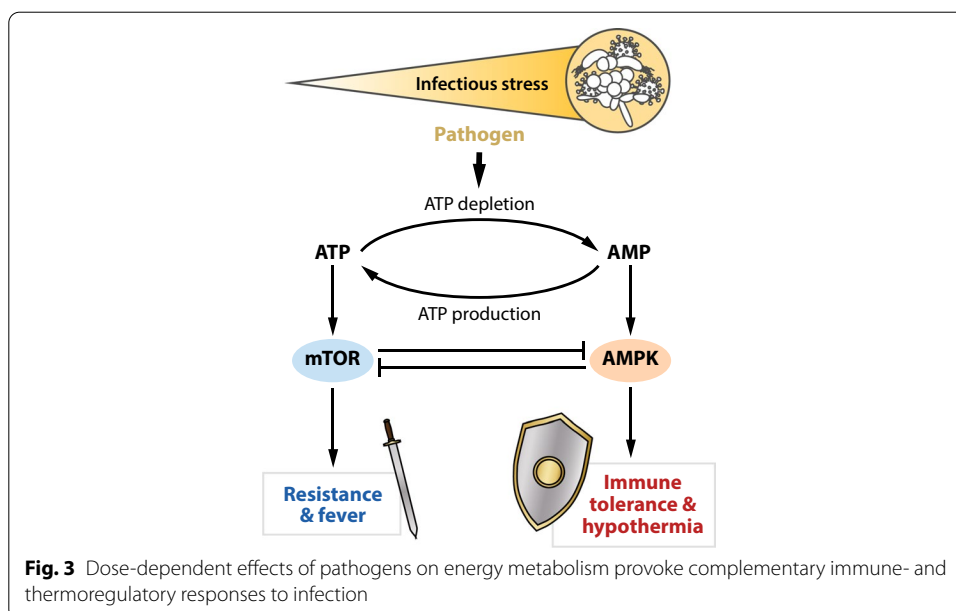 Infectious stress
Pathogen
ATP depletion
ATP
AMP
ATP production
mTOR
AMPK
Resistance
& fever
Immune
tolerance &
hypothermia
Fig. 3 Dose-dependent effects of pathogens on energy metabolism provoke complementary immune- and
thermoregulatory responses to infection